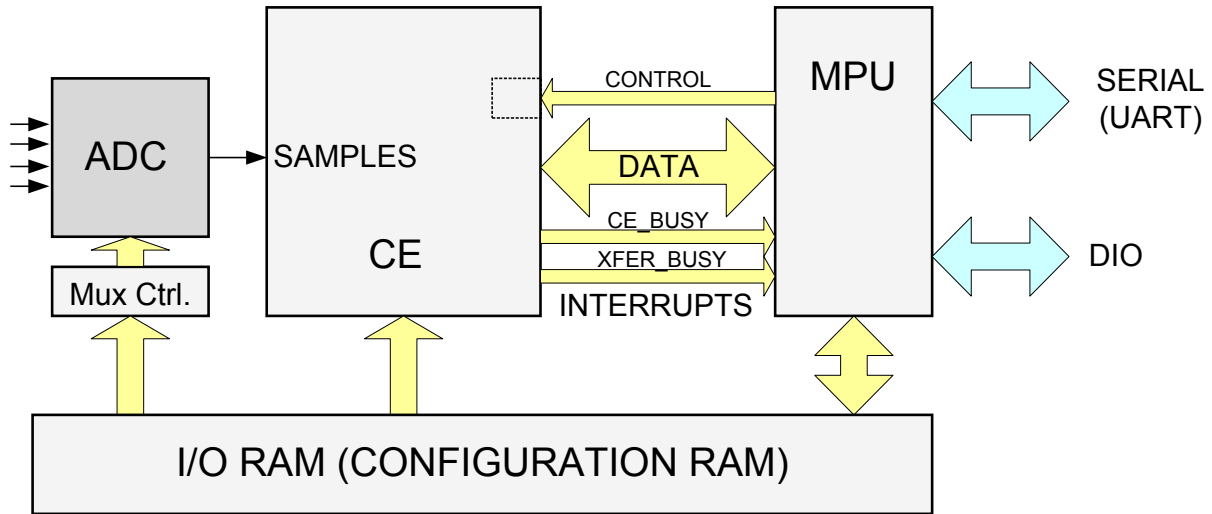 CONTROL
MPU
SERIAL
(UART)
ADC
SAMPLES
DATA
CE_BUSY
CE
XFER_BUSY
DIO
Mux Ctrl.
INTERRUPTS
I/O RAM (CONFIGURATION RAM)